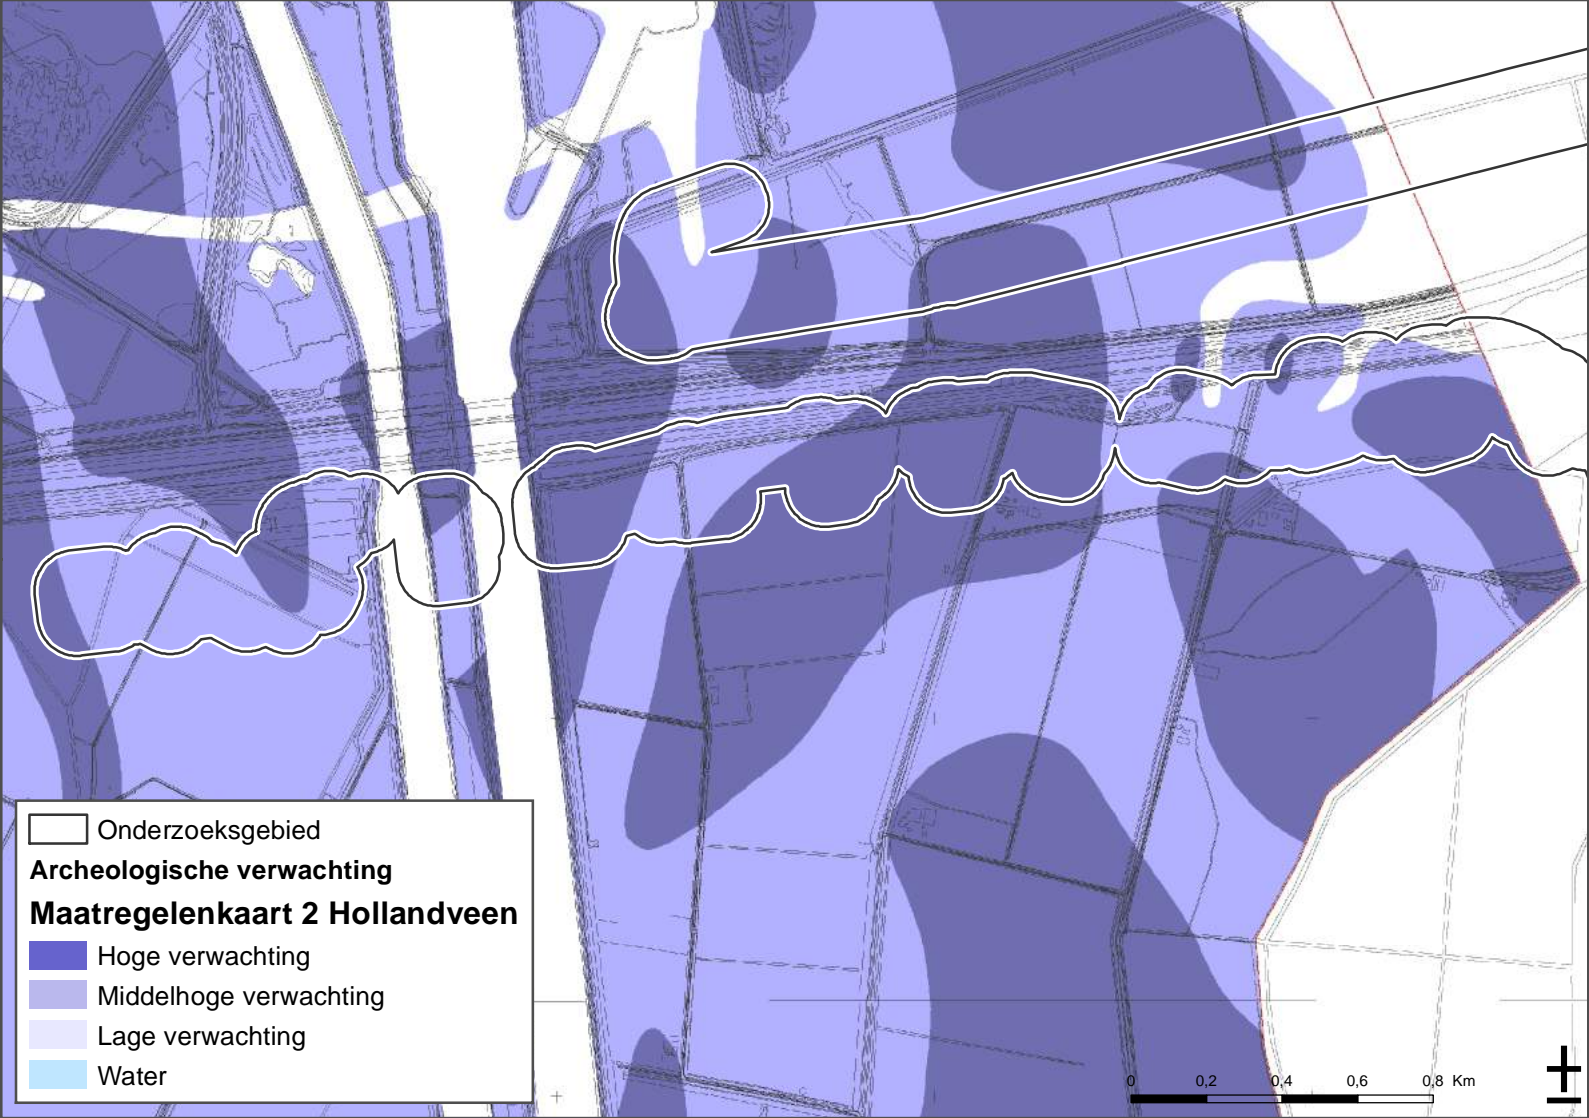 Onderzoeksgebied
Archeologische verwachting
Maatregelenkaart 2 Hollandveen
Hoge verwachting
Middelhoge verwachting
Lage verwachting
Water
0 0,2 0,4 0,6 0,8 Km